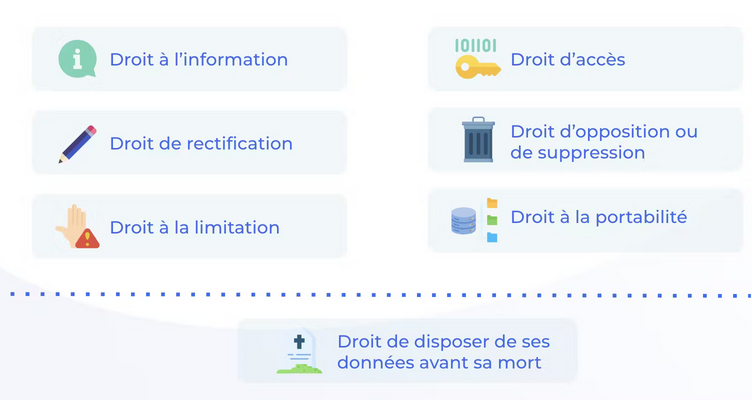 Droit à l'information
101101
Droit d'accès
Droit de rectification
Droit d'opposition ou
de suppression
Droit à la limitation
Droit à la portabilité
Droit de disposer de ses
données avant sa mort